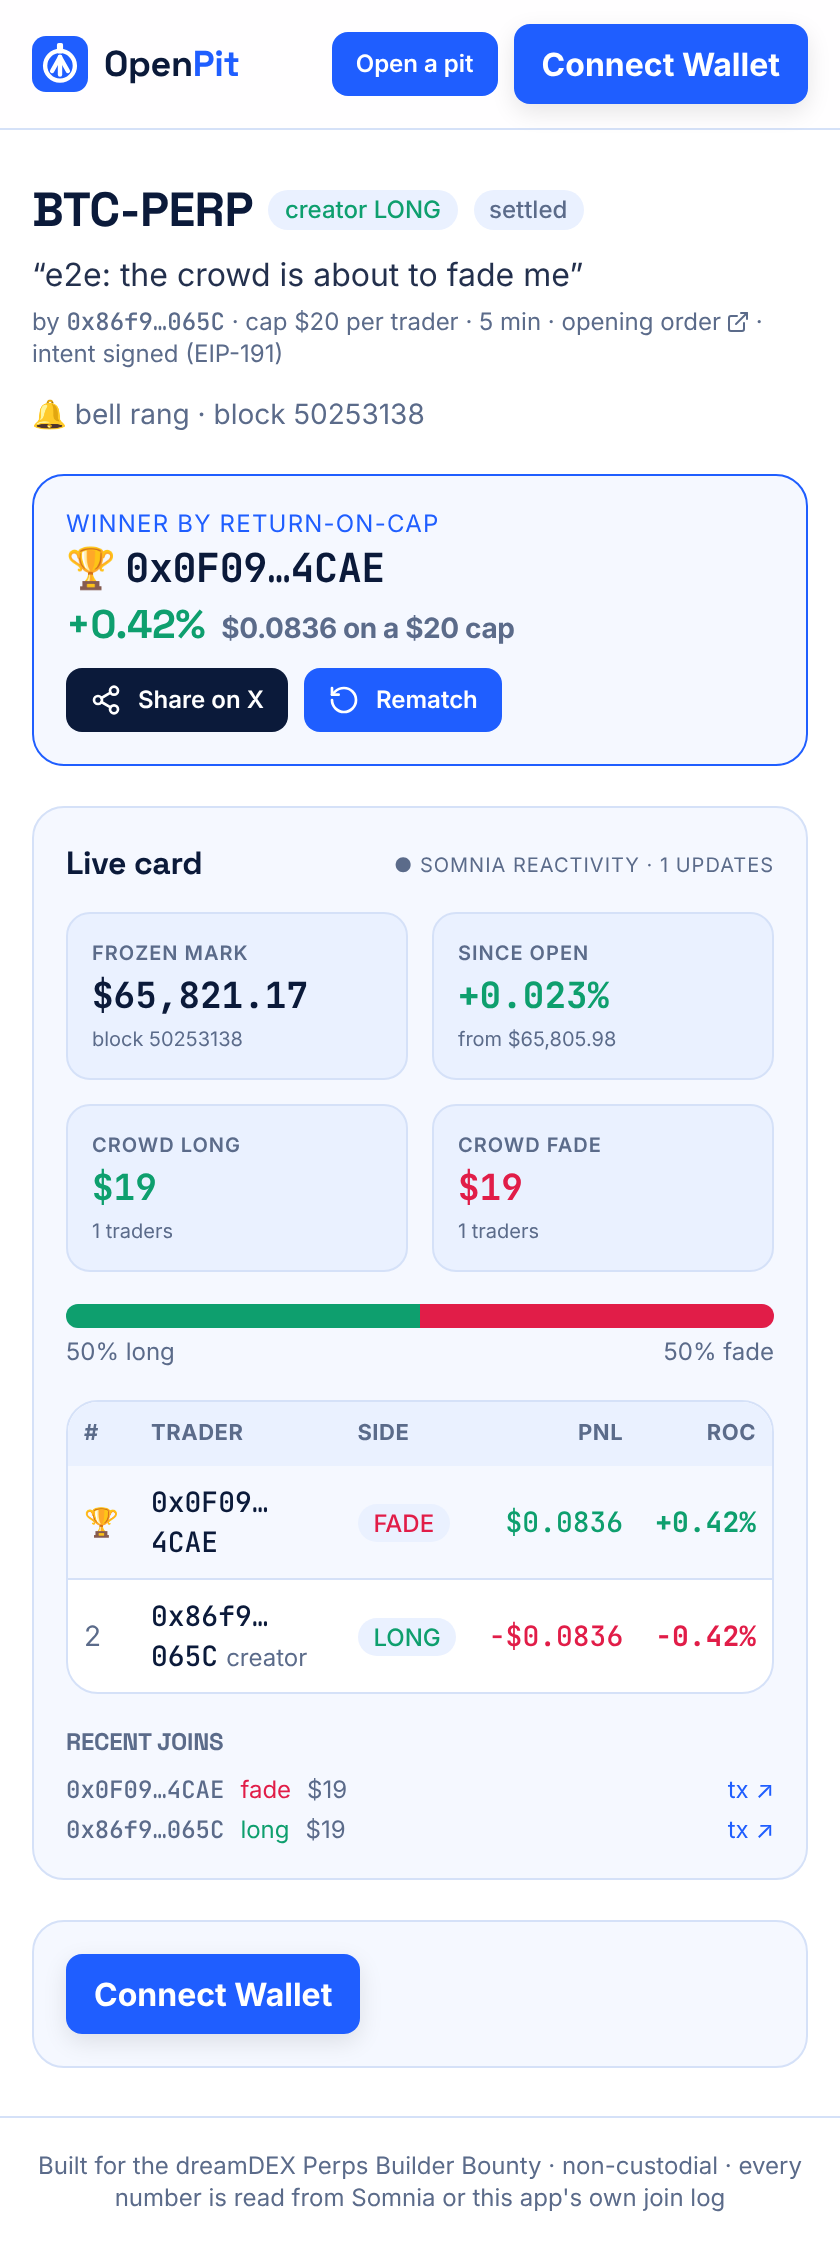 OpenPit
Open a pit
Connect Wallet
BTC-PERP creator LONG settled
“e2e: the crowd is about to fade me”
by 0x86f9…065C · cap $20 per trader · 5 min · opening order ·
intent signed (EIP-191)
🔔 bell rang · block 50253138
WINNER BY RETURN-ON-CAP
🏆 0x0F09…4CAE
+0.42% $0.0836 on a $20 cap
Share on X
Rematch
Live card
● SOMNIA REACTIVITY · 1 UPDATES
FROZEN MARK
$65,821.17
block 50253138
SINCE OPEN
+0.023%
from $65,805.98
CROWD LONG
$19
1 traders
CROWD FADE
$19
1 traders
50% long
50% fade
# TRADER SIDE PNL ROC
🏆 0x0F09…
4CAE FADE $0.0836 +0.42%
2 0x86f9…
065C creator LONG -$0.0836 -0.42%
RECENT JOINS
0x0F09…4CAE fade $19 tx ↗
0x86f9…065C long $19 tx ↗
Connect Wallet
Built for the dreamDEX Perps Builder Bounty · non-custodial · every
number is read from Somnia or this app's own join log